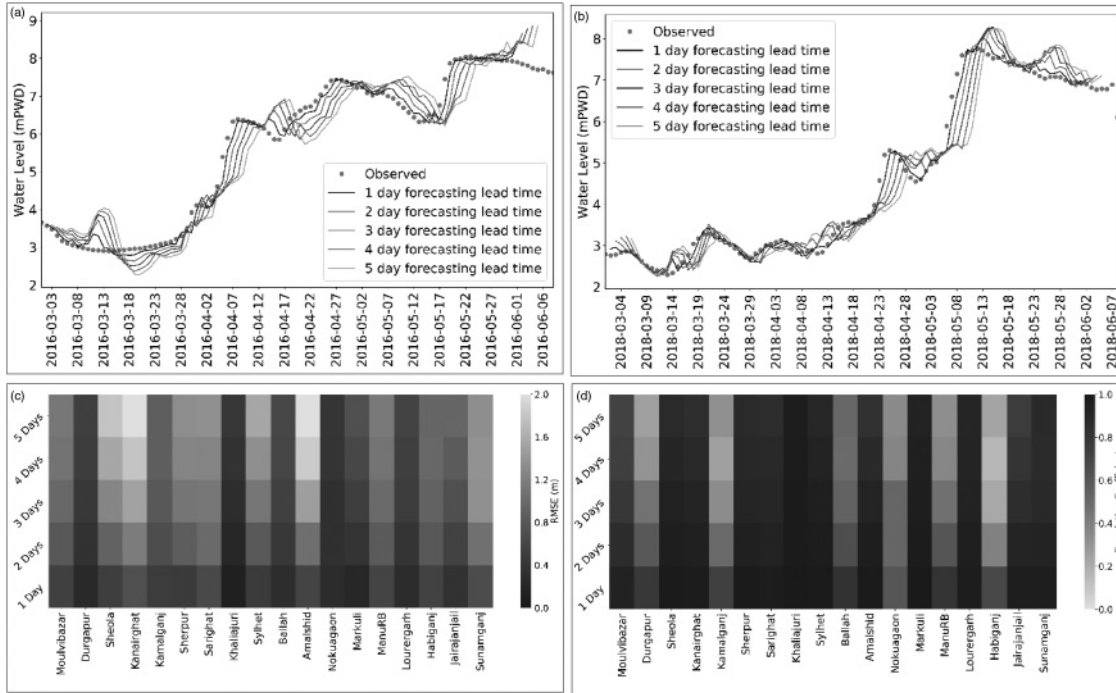 (a)
Water Level (mPWD)
9
8
7
6
5
4
3
2
Observed
1 day forecasting lead time
2 day forecasting lead time
3 day forecasting lead time
4 day forecasting lead time
5 day forecasting lead time
2016-03-03
2016-03-08
2016-03-13
2016-03-18
2016-03-23
2016-03-28
2016-04-02
2016-04-07
2016-04-12
2016-04-17
2016-04-22
2016-04-27
2016-05-02
2016-05-07
2016-05-12
2016-05-17
2016-05-22
2016-05-27
2016-06-01
2016-06-06
(b)
Water Level (mPWD)
8
7
6
5
4
3
2
Observed
1 day forecasting lead time
2 day forecasting lead time
3 day forecasting lead time
4 day forecasting lead time
5 day forecasting lead time
2018-03-04
2018-03-09
2018-03-14
2018-03-19
2018-03-24
2018-03-29
2018-04-03
2018-04-08
2018-04-13
2018-04-18
2018-04-23
2018-04-28
2018-05-03
2018-05-08
2018-05-13
2018-05-18
2018-05-23
2018-05-28
2018-06-02
2018-06-07
(c)
5 Days
4 Days
3 Days
2 Days
1 Day
Moulvibazar
Durgapur
Sheola
Kanairghat
Kamalganj
Sherpur
Sarighat
Khaliajuri
Sylhet
Ballah
Amalshid
Nokuagaon
Markuli
ManuRB
Lourergarh
Habiganj
Jairajanjail
Sunamganj
2.0
1.6
1.2
0.8
0.4
0.0
RMSE (m)
(d)
5 Days
4 Days
3 Days
2 Days
1 Day
Moulvibazar
Durgapur
Sheola
Kanairghat
Kamalganj
Sherpur
Sarighat
Khaliajuri
Sylhet
Ballah
Amalshid
Nokuagaon
Markuli
ManuRB
Lourergarh
Habiganj
Jairajanjail
Sunamganj
1.0
0.8
0.6
0.4
0.2
0.0